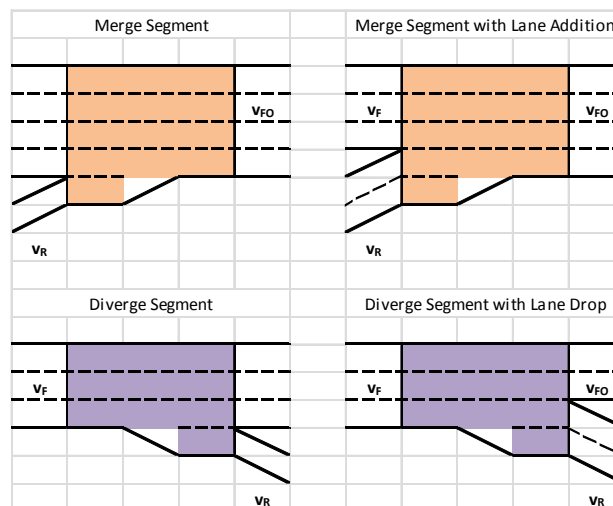 Merge Segment
Merge Segment with Lane Addition
vFO
vF
vFO
vR
vR
Diverge Segment
Diverge Segment with Lane Drop
vF
vF
vFO
vR
vR